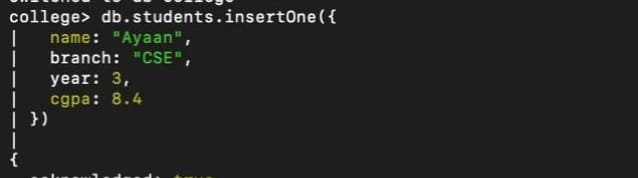 college> db.students.insertOne({
|   name: "Ayaan",
|   branch: "CSE",
|   year: 3,
|   cgpa: 8.4
| })
|
{